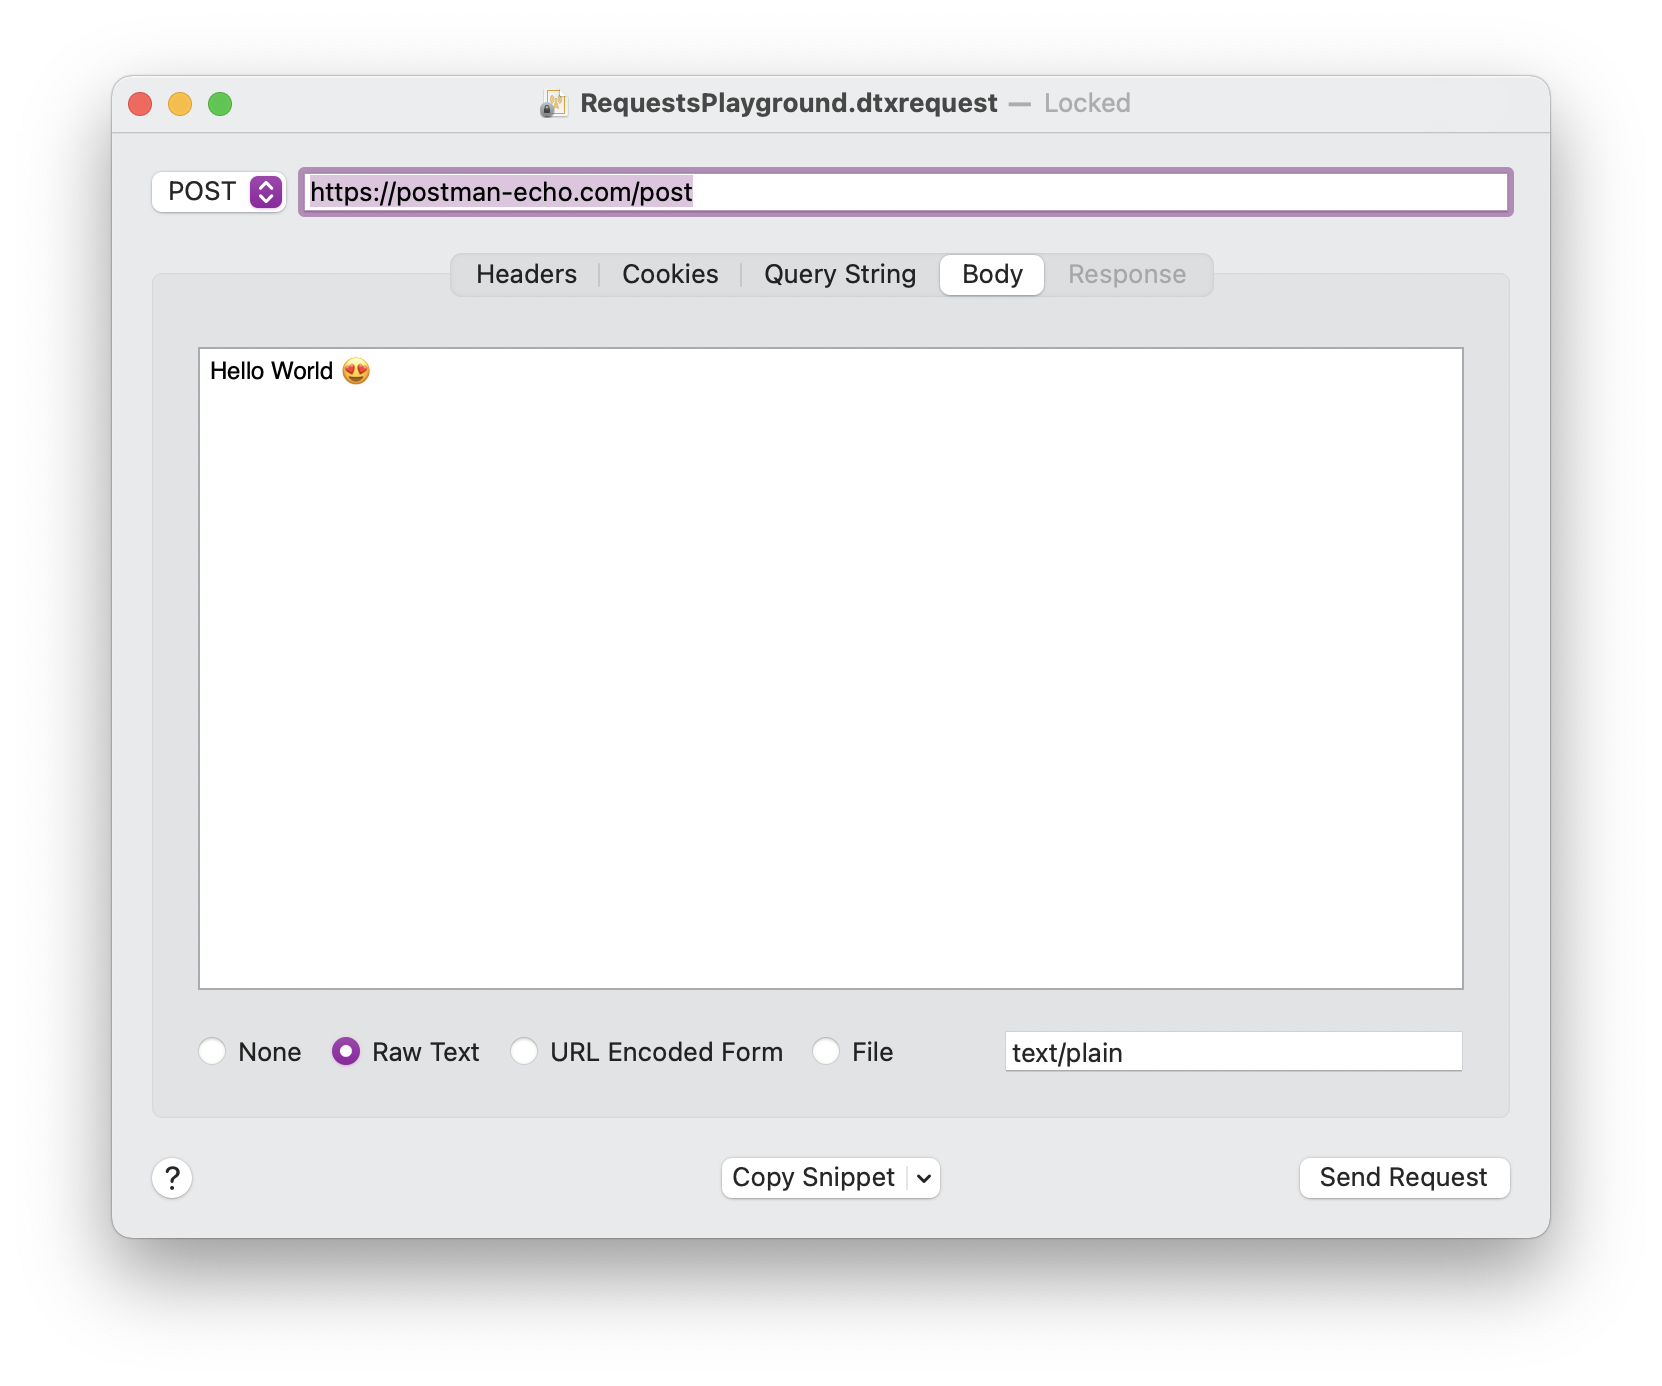 RequestsPlayground.dtxrequest — Locked
POST https://postman-echo.com/post
Headers Cookies Query String Body Response
Hello World 😍
None Raw Text URL Encoded Form File text/plain
? Copy Snippet Send Request